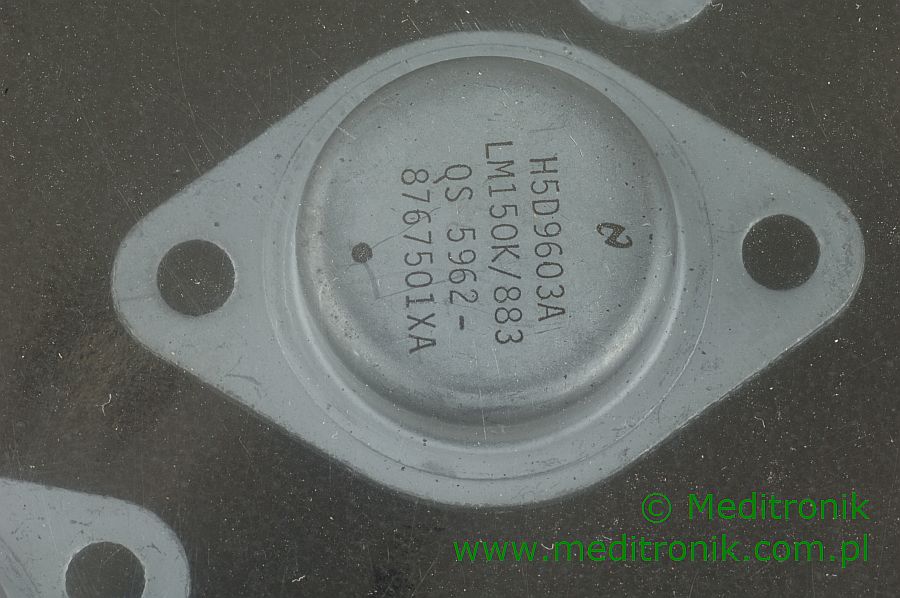 H5D9603A
LM150K/883
QS 5962-
8767501XA
© Meditronik
www.meditronik.com.pl